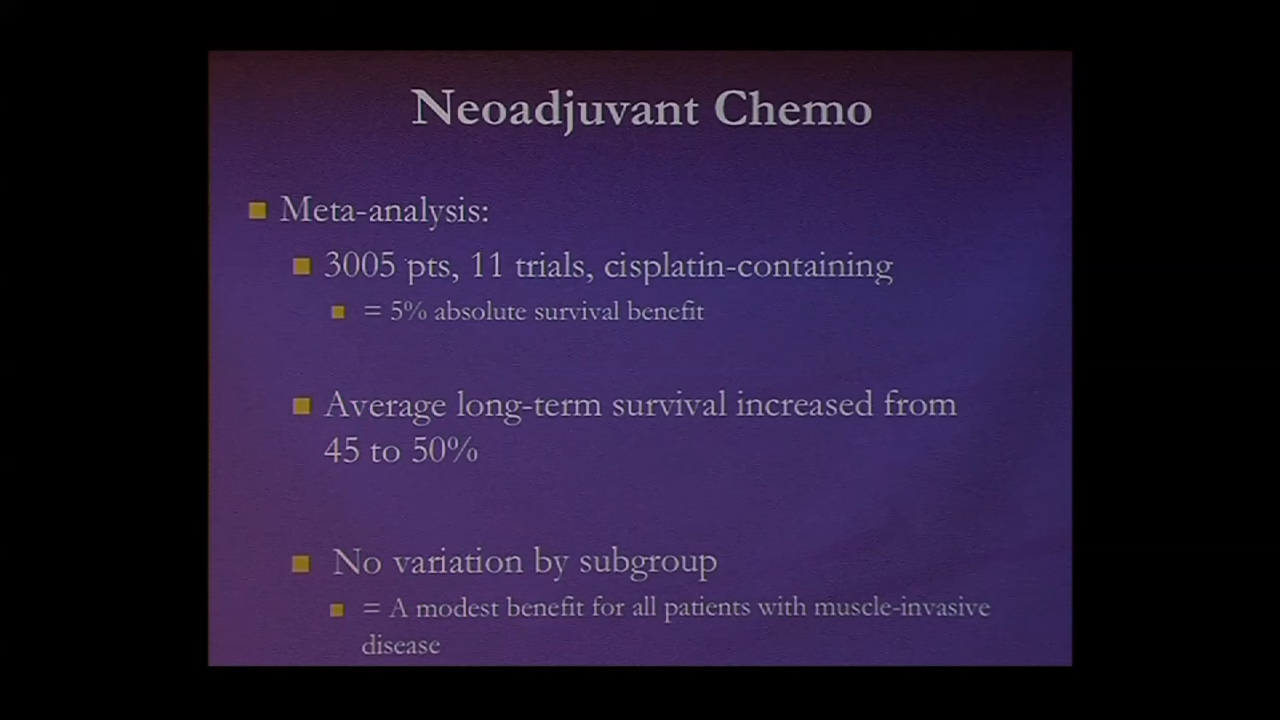 Neoadjuvant Chemo
Meta-analysis:
3005 pts, 11 trials, cisplatin-containing
= 5% absolute survival benefit
Average long-term survival increased from
45 to 50%
No variation by subgroup
= A modest benefit for all patients with muscle-invasive
disease